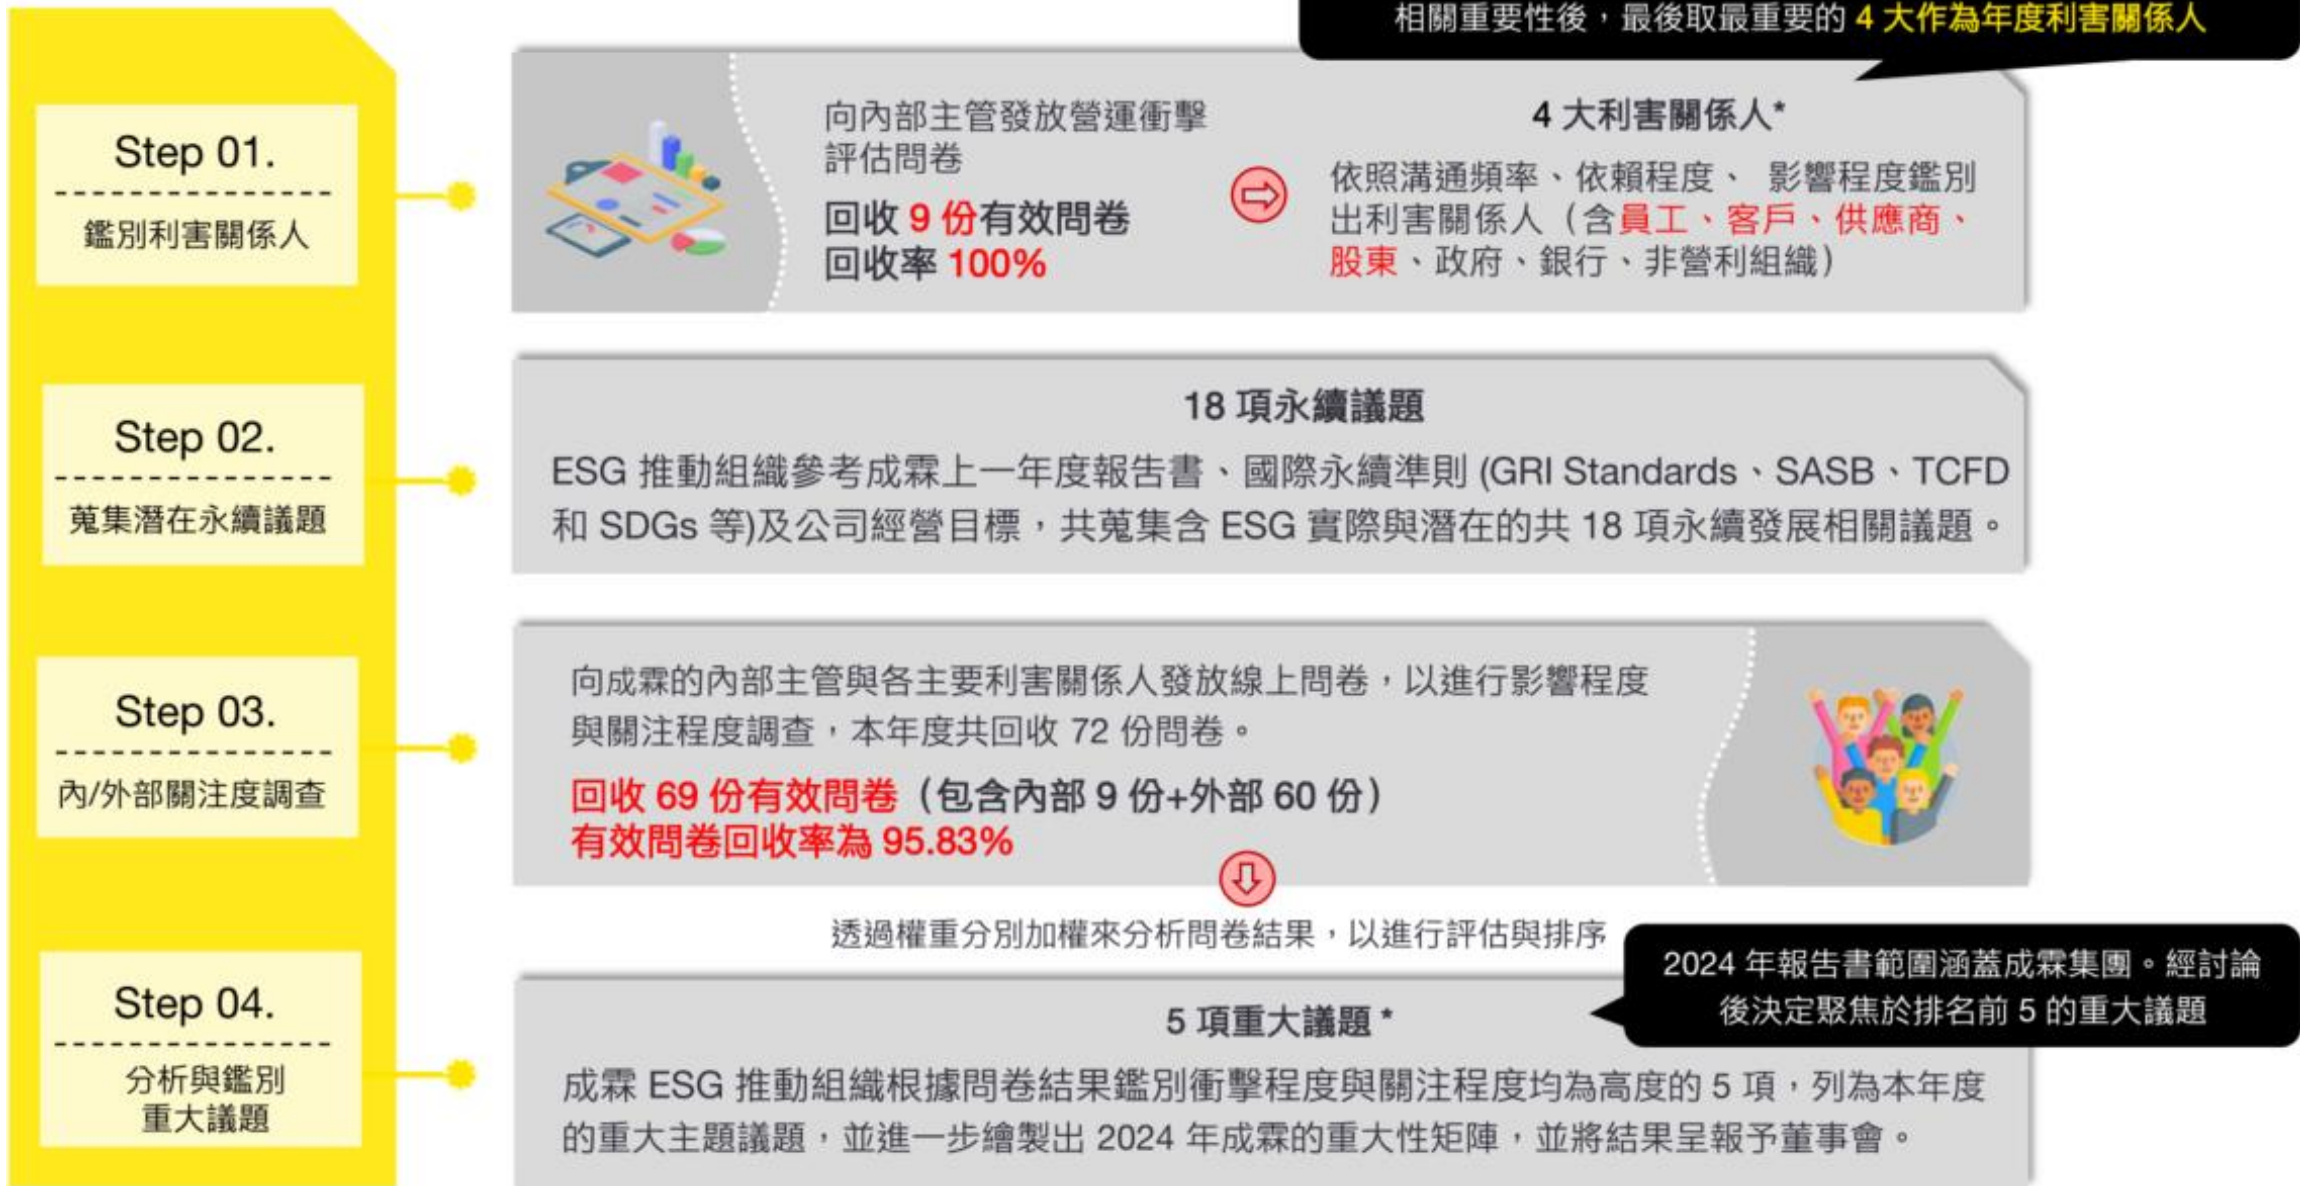 相關重要性後，最後取最重要的 4 大作為年度利害關係人
Step 01.
鑑別利害關係人
向內部主管發放營運衝擊
評估問卷
回收 9 份有效問卷
回收率 100%
4 大利害關係人*
依照溝通頻率、依賴程度、 影響程度鑑別
出利害關係人（含員工、客戶、供應商、
股東、政府、銀行、非營利組織）
Step 02.
蒐集潛在永續議題
18 項永續議題
ESG 推動組織參考成霖上一年度報告書、國際永續準則 (GRI Standards、SASB、TCFD
和 SDGs 等)及公司經營目標，共蒐集含 ESG 實際與潛在的共 18 項永續發展相關議題。
Step 03.
內/外部關注度調查
向成霖的內部主管與各主要利害關係人發放線上問卷，以進行影響程度
與關注程度調查，本年度共回收 72 份問卷。
回收 69 份有效問卷（包含內部 9 份+外部 60 份）
有效問卷回收率為 95.83%
透過權重分別加權來分析問卷結果，以進行評估與排序
Step 04.
分析與鑑別
重大議題
2024 年報告書範圍涵蓋成霖集團。經討論
後決定聚焦於排名前 5 的重大議題
5 項重大議題 *
成霖 ESG 推動組織根據問卷結果鑑別衝擊程度與關注程度均為高度的 5 項，列為本年度
的重大主題議題，並進一步繪製出 2024 年成霖的重大性矩陣，並將結果呈報予董事會。